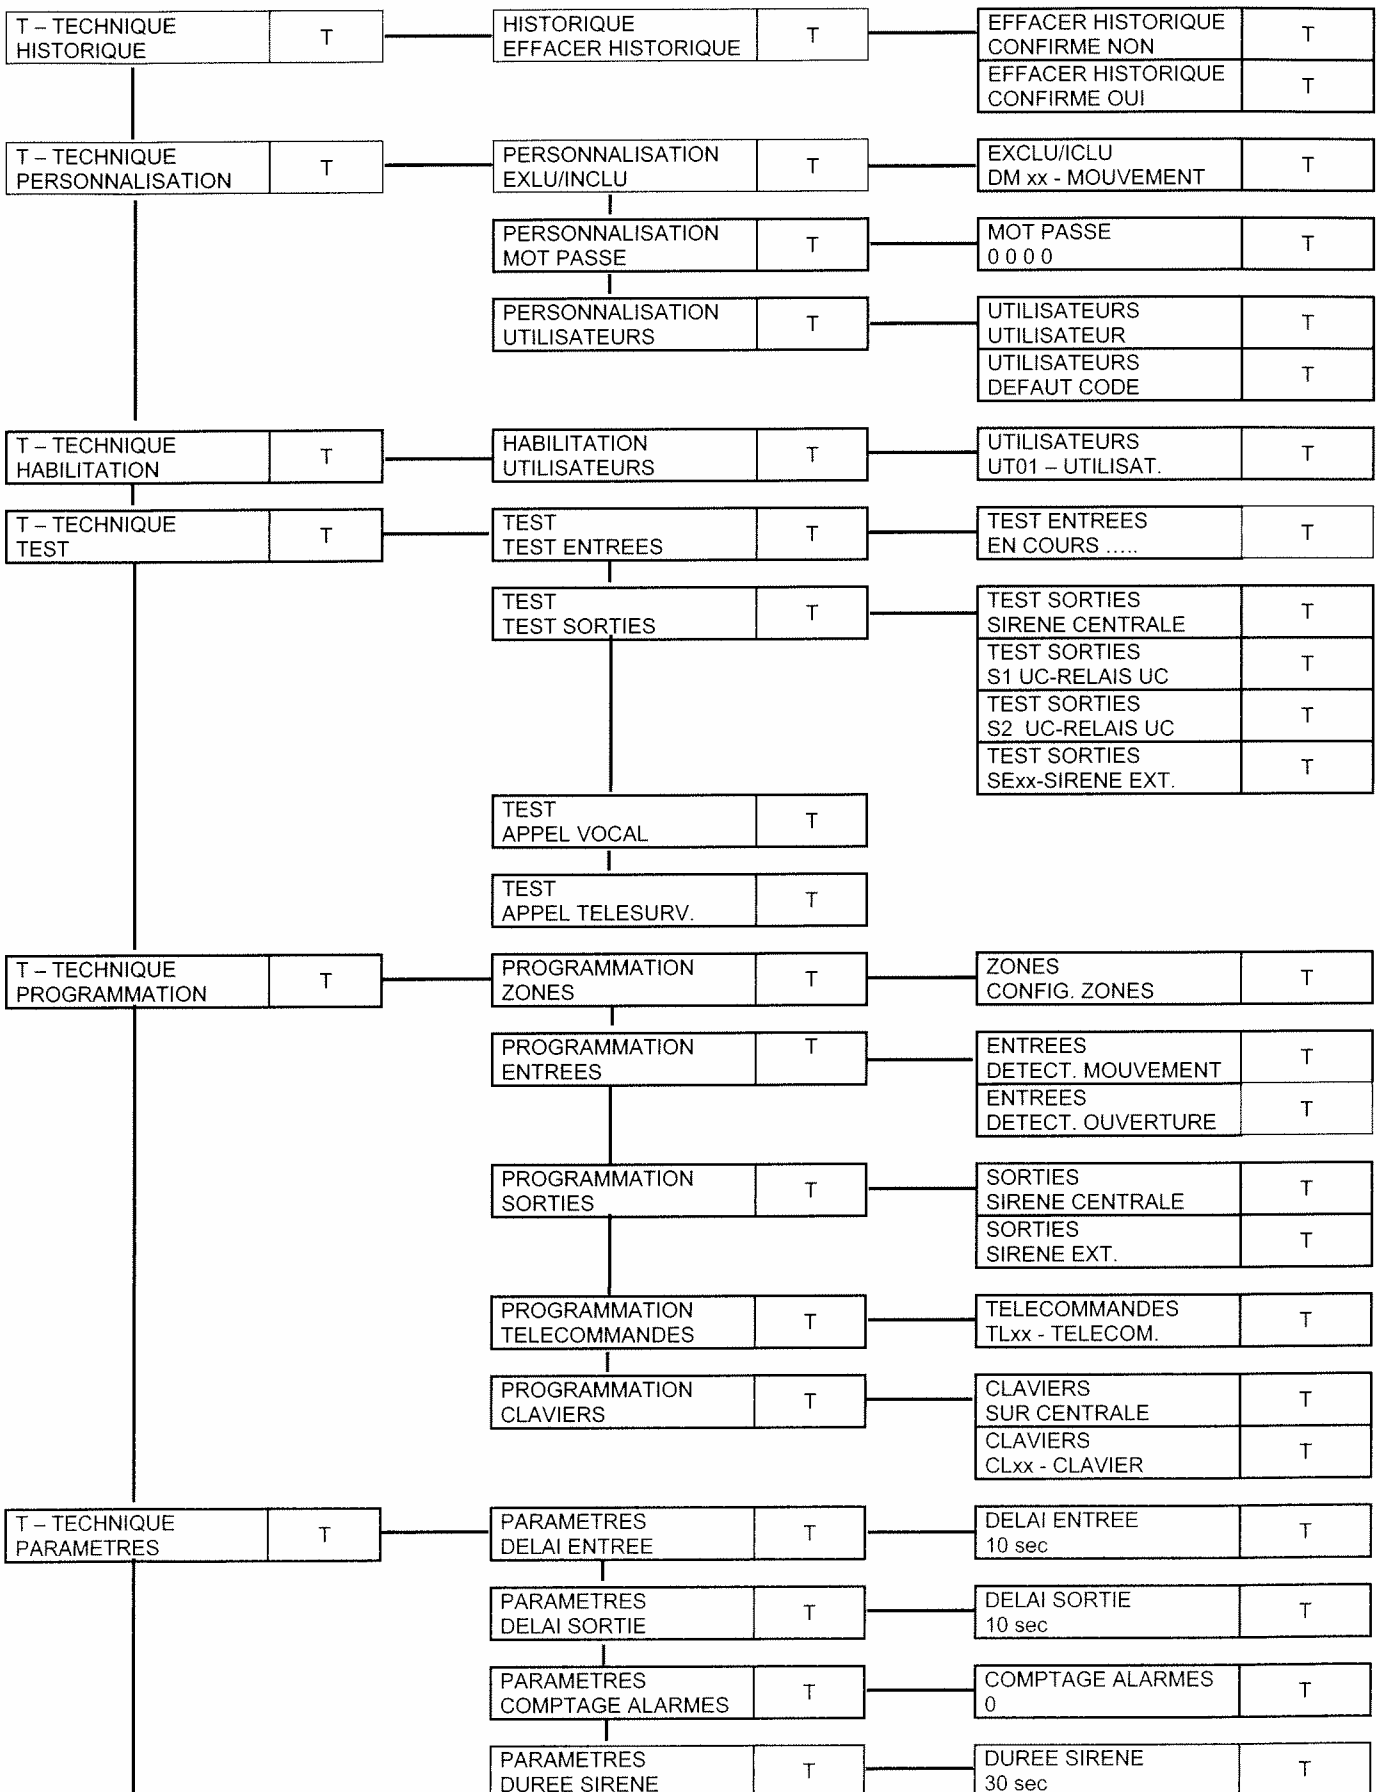 T – TECHNIQUE
HISTORIQUE
T
HISTORIQUE
EFFACER HISTORIQUE
T
EFFACER HISTORIQUE
CONFIRME NON
T
EFFACER HISTORIQUE
CONFIRME OUI
T
T – TECHNIQUE
PERSONNALISATION
T
PERSONNALISATION
EXLU/INCLU
T
EXCLU/ICLU
DM xx - MOUVEMENT
T
PERSONNALISATION
MOT PASSE
T
MOT PASSE
0 0 0 0
T
PERSONNALISATION
UTILISATEURS
T
UTILISATEURS
UTILISATEUR
T
UTILISATEURS
DEFAUT CODE
T
T – TECHNIQUE
HABILITATION
T
HABILITATION
UTILISATEURS
T
UTILISATEURS
UT01 – UTILISAT.
T
T – TECHNIQUE
TEST
T
TEST
TEST ENTREES
T
TEST ENTREES
EN COURS …..
T
TEST
TEST SORTIES
T
TEST SORTIES
SIRENE CENTRALE
T
TEST SORTIES
S1 UC-RELAIS UC
T
TEST SORTIES
S2 UC-RELAIS UC
T
TEST SORTIES
SExx-SIRENE EXT.
T
TEST
APPEL VOCAL
T
TEST
APPEL TELESURV.
T
T – TECHNIQUE
PROGRAMMATION
T
PROGRAMMATION
ZONES
T
ZONES
CONFIG. ZONES
T
PROGRAMMATION
ENTREES
T
ENTREES
DETECT. MOUVEMENT
T
ENTREES
DETECT. OUVERTURE
T
PROGRAMMATION
SORTIES
T
SORTIES
SIRENE CENTRALE
T
SORTIES
SIRENE EXT.
T
PROGRAMMATION
TELECOMMANDES
T
TELECOMMANDES
TLxx - TELECOM.
T
PROGRAMMATION
CLAVIERS
T
CLAVIERS
SUR CENTRALE
T
CLAVIERS
CLxx - CLAVIER
T
T – TECHNIQUE
PARAMETRES
T
PARAMETRES
DELAI ENTREE
T
DELAI ENTREE
10 sec
T
PARAMETRES
DELAI SORTIE
T
DELAI SORTIE
10 sec
T
PARAMETRES
COMPTAGE ALARMES
T
COMPTAGE ALARMES
0
T
PARAMETRES
DUREE SIRENE
T
DUREE SIRENE
30 sec
T